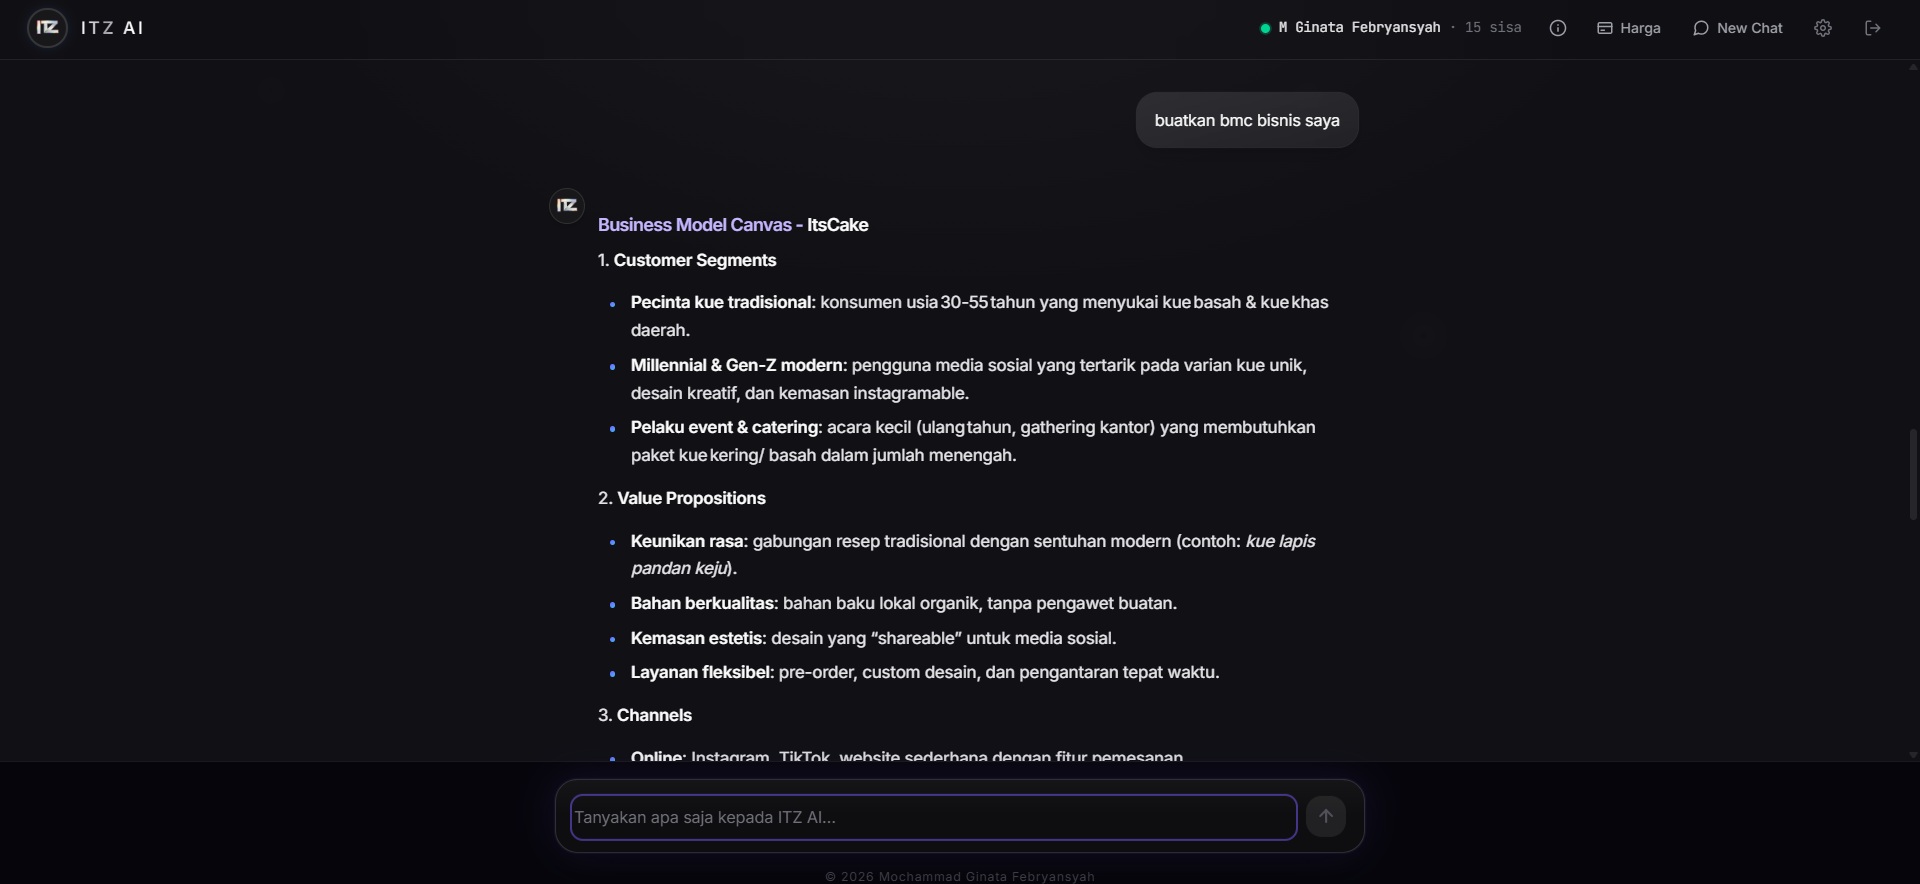 ITZ
ITZ AI
M Ginata Febryansyah · 15 sisa
Harga
New Chat
buatkan bmc bisnis saya
ITZ
Business Model Canvas - ItsCake
1. Customer Segments
• Pecinta kue tradisional: konsumen usia 30-55 tahun yang menyukai kue basah & kue khas
daerah.
• Millennial & Gen-Z modern: pengguna media sosial yang tertarik pada varian kue unik,
desain kreatif, dan kemasan instagramable.
• Pelaku event & catering: acara kecil (ulang tahun, gathering kantor) yang membutuhkan
paket kue kering/ basah dalam jumlah menengah.
2. Value Propositions
• Keunikan rasa: gabungan resep tradisional dengan sentuhan modern (contoh: kue lapis
pandan keju).
• Bahan berkualitas: bahan baku lokal organik, tanpa pengawet buatan.
• Kemasan estetis: desain yang “shareable” untuk media sosial.
• Layanan fleksibel: pre-order, custom desain, dan pengantaran tepat waktu.
3. Channels
• Online: Instagram, TikTok, website sederhana dengan fitur pemesanan
Tanyakan apa saja kepada ITZ AI...
© 2026 Mochammad Ginata Febryansyah